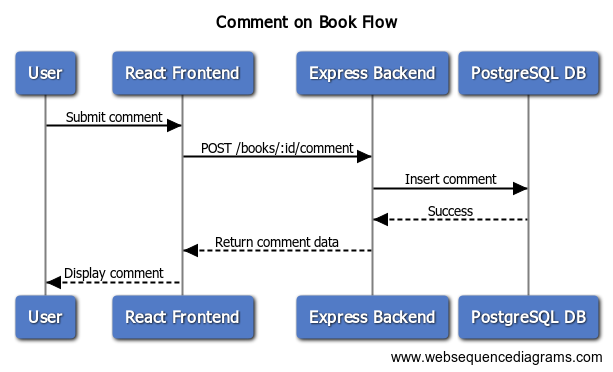 Comment on Book Flow
User
React Frontend
Express Backend
PostgreSQL DB
Submit comment
POST /books/:id/comment
Insert comment
Success
Return comment data
Display comment
User
React Frontend
Express Backend
PostgreSQL DB
www.websequencediagrams.com